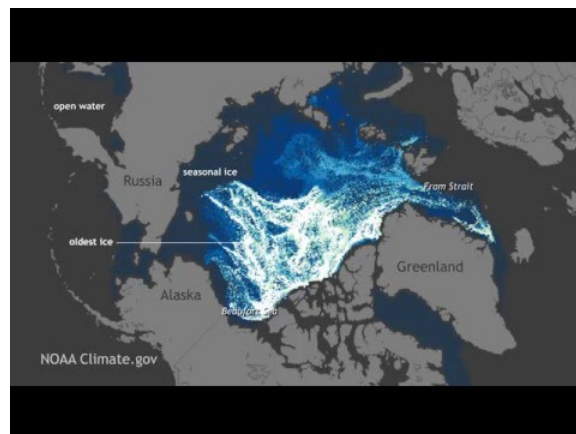 open water
Russia
seasonal ice
Fram Strait
oldest ice
Greenland
Alaska
Beaufort Sea
NOAA Climate.gov